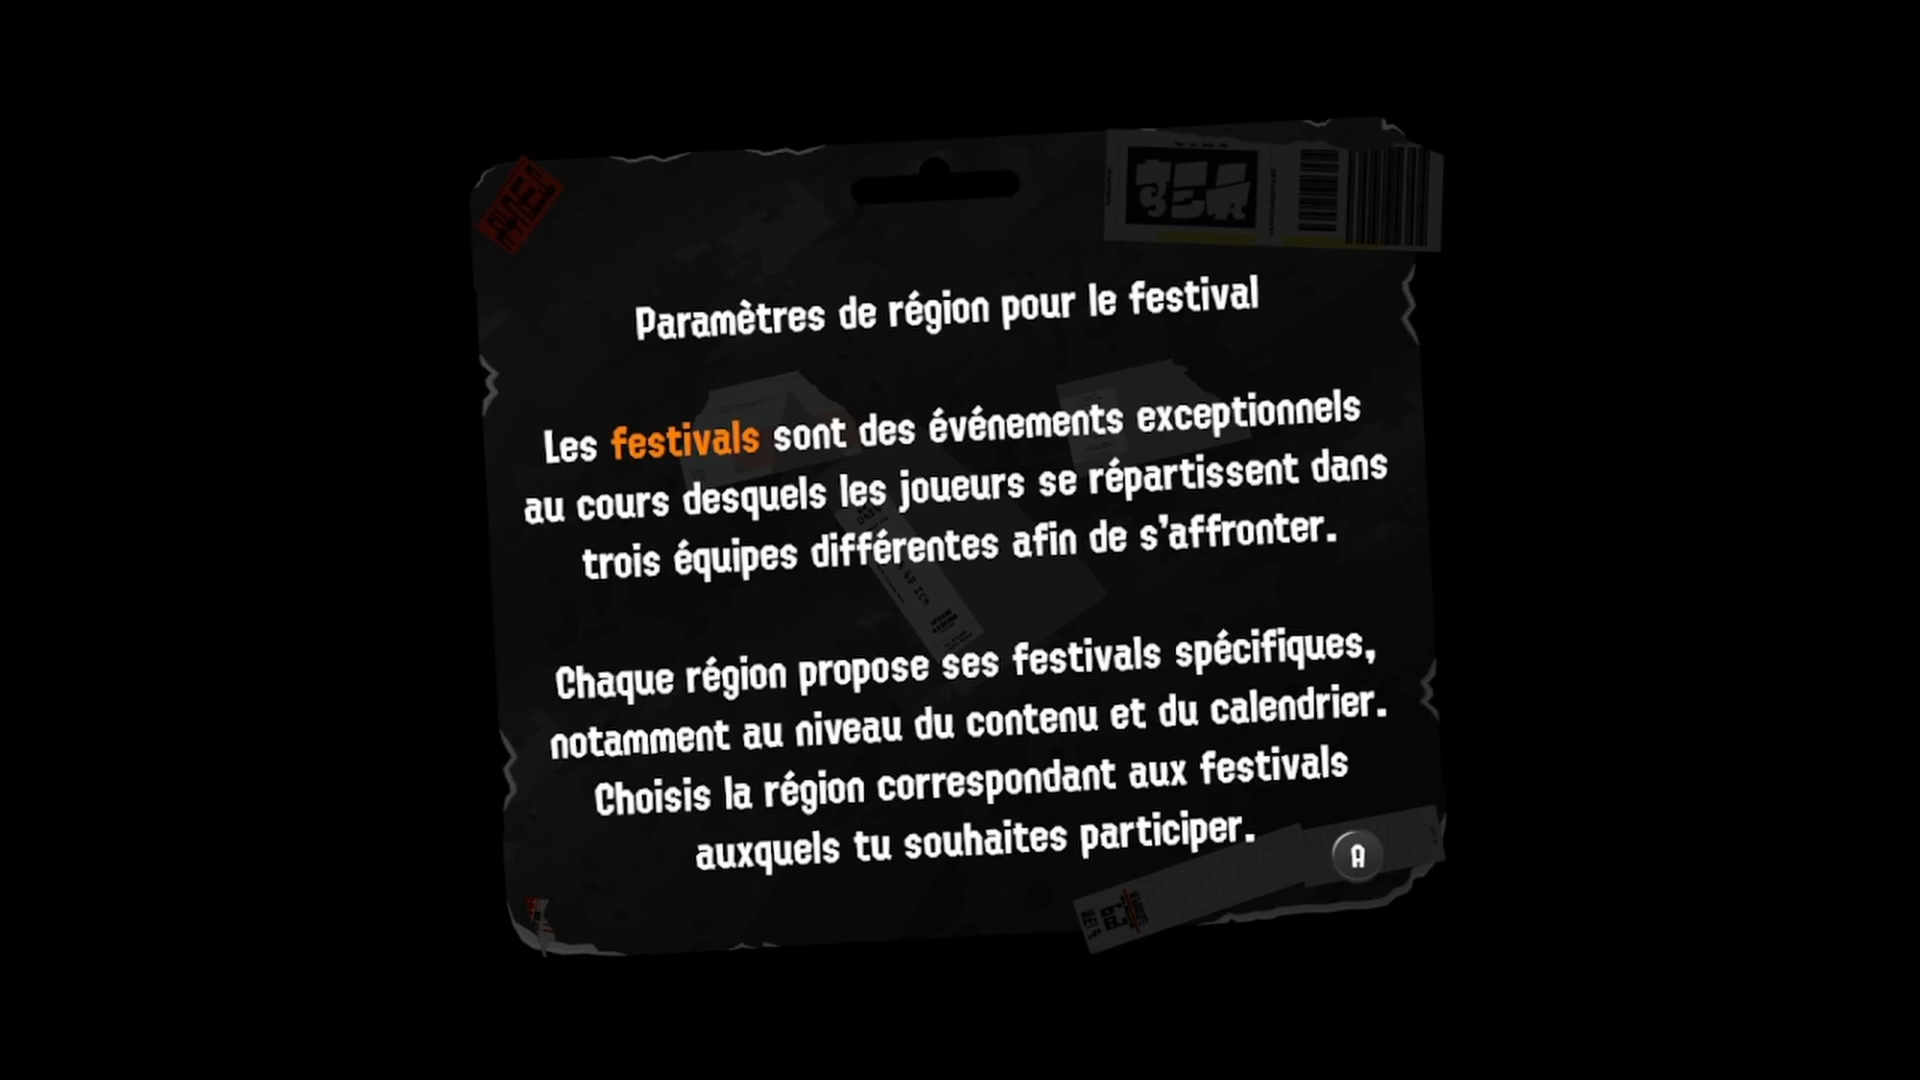 Paramètres de région pour le festival
Les festivals sont des événements exceptionnels
au cours desquels les joueurs se répartissent dans
trois équipes différentes afin de s'affronter.
Chaque région propose ses festivals spécifiques,
notamment au niveau du contenu et du calendrier.
Choisis la région correspondant aux festivals
auxquels tu souhaites participer.
A